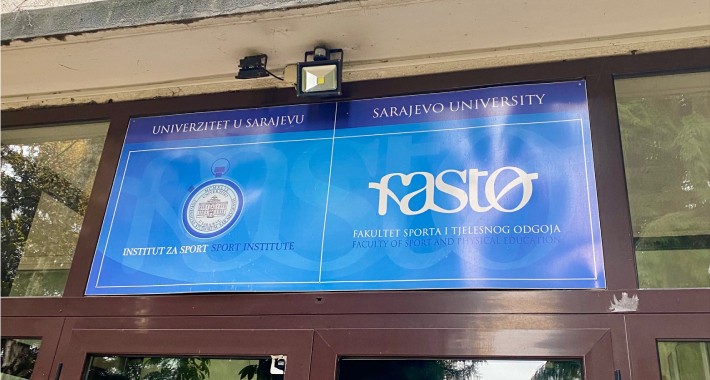 UNIVERZITET U SARAJEVU
INSTITUT ZA SPORT SPORT INSTITUTE
SARAJEVO UNIVERSITY
fasto
FAKULTET SPORTA I TJELESNOG ODGOJA
FACULTY OF SPORT AND PHYSICAL EDUCATION